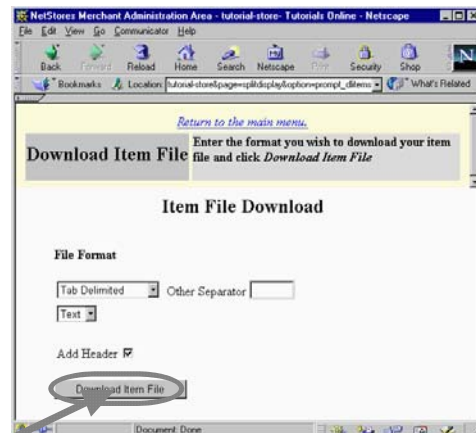 NetStores Merchant Administration Area - tutorial-store- Tutorials Online - Netscape
File Edit View Go Communicator Help
Back Forward Reload Home Search Netscape Print Security Shop
Bookmarks Location: tutorial-store&page=splitdisplay&option=prompt_dlitems What's Related
Return to the main menu.
Download Item File
Enter the format you wish to download your item
file and click Download Item File
Item File Download
File Format
Tab Delimited Other Separator
Text
Add Header
Download Item File
Document: Done